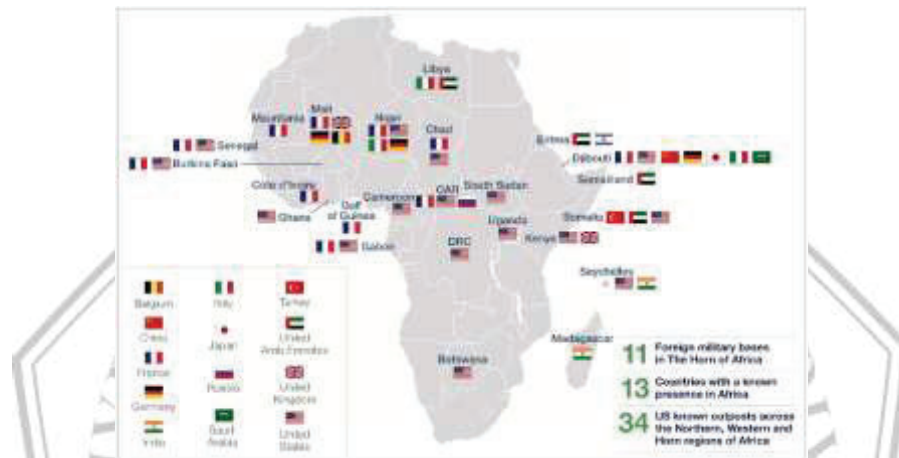 Libya
Mali
Mauritania
Niger
Chad
Senegal
Burkina Faso
Eritrea
Djibouti
Somaliland
Cote d'Ivory
Cameroon
CAR
South Sudan
Ghana
Gulf
of Guinea
Uganda
Somalia
Kenya
Gabon
DRC
Seychelles
Madagascar
Botswana
Belgium
Italy
Turkey
China
Japan
United
Arab Emirates
France
Russia
United
Kingdom
Germany
Saudi
Arabia
United
States
India
11 Foreign military bases
in The Horn of Africa
13 Countries with a known
presence in Africa
34 US known outposts across
the Northern, Western and
Horn regions of Africa